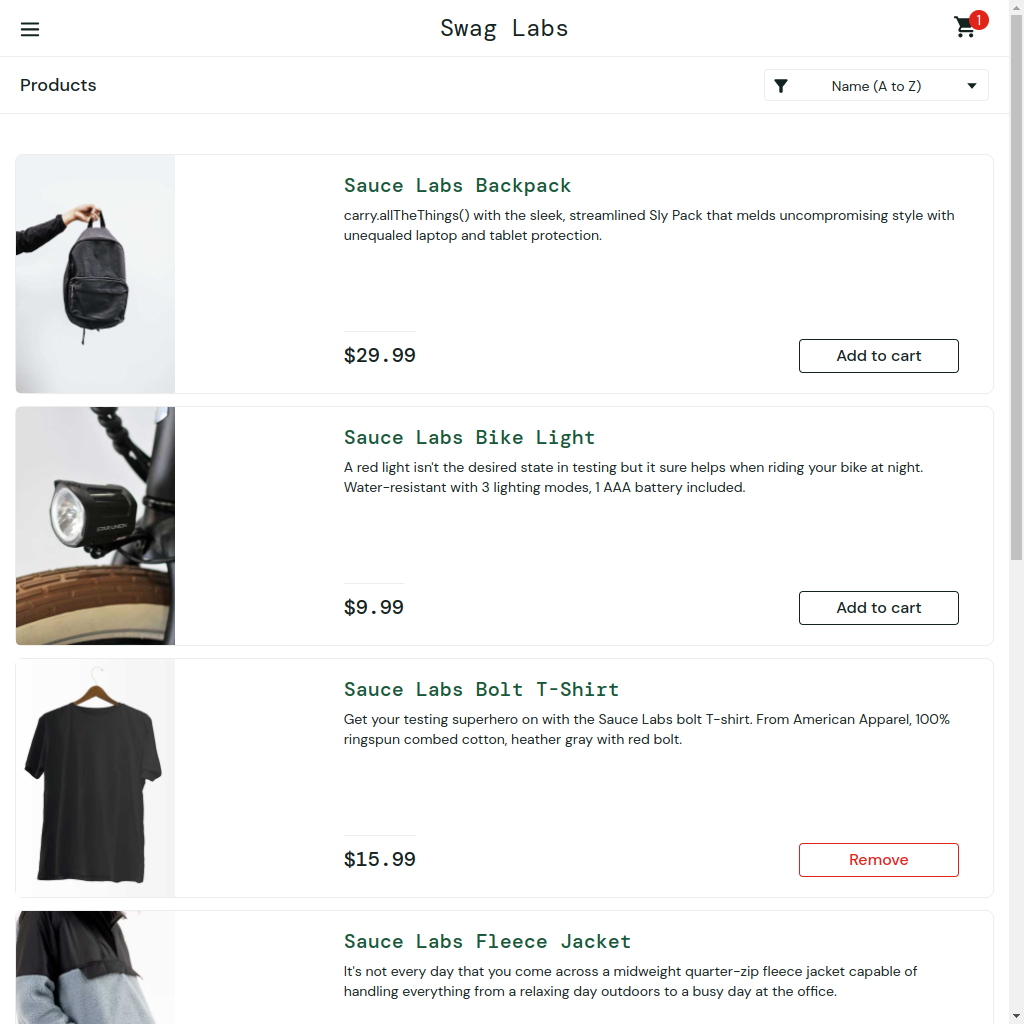 Swag Labs
1
Products
Name (A to Z)
Sauce Labs Backpack
carry.allTheThings() with the sleek, streamlined Sly Pack that melds uncompromising style with
unequaled laptop and tablet protection.
$29.99
Add to cart
Sauce Labs Bike Light
A red light isn't the desired state in testing but it sure helps when riding your bike at night.
Water-resistant with 3 lighting modes, 1 AAA battery included.
$9.99
Add to cart
Sauce Labs Bolt T-Shirt
Get your testing superhero on with the Sauce Labs bolt T-shirt. From American Apparel, 100%
ringspun combed cotton, heather gray with red bolt.
$15.99
Remove
Sauce Labs Fleece Jacket
It's not every day that you come across a midweight quarter-zip fleece jacket capable of
handling everything from a relaxing day outdoors to a busy day at the office.